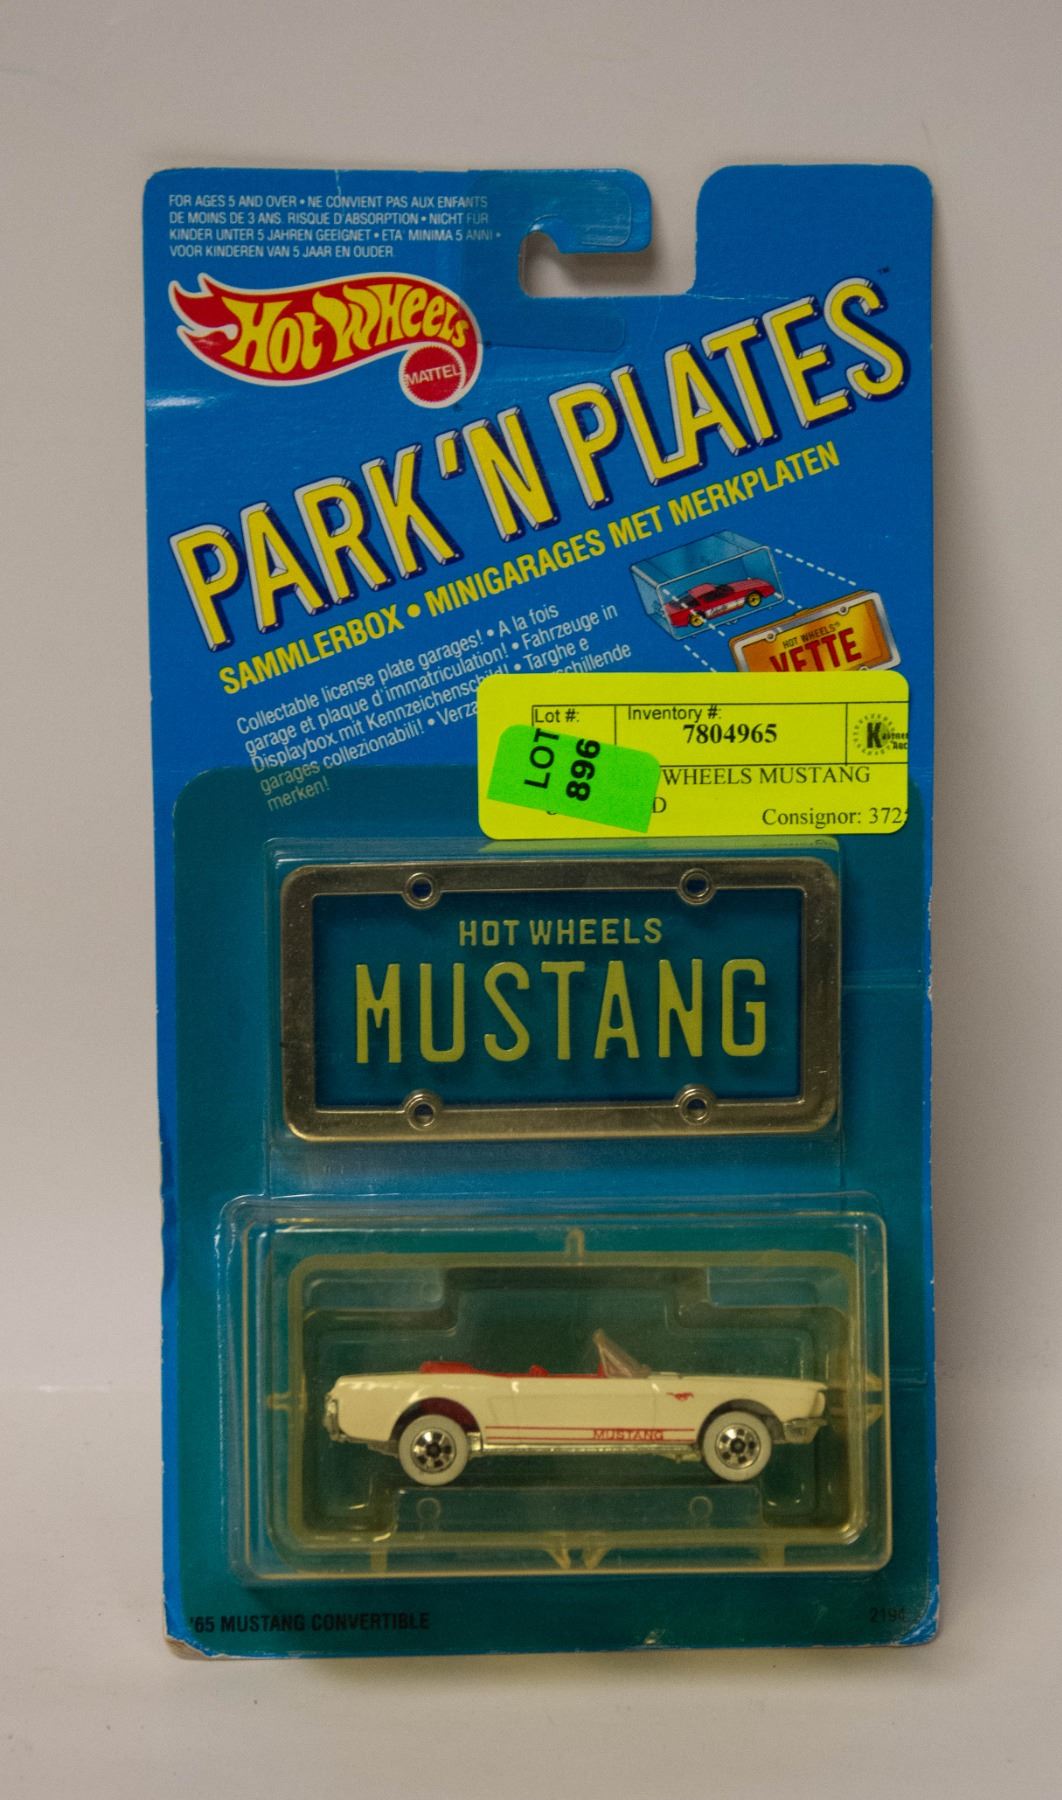 FOR AGES 5 AND OVER • NE CONVIENT PAS AUX ENFANTS
DE MOINS DE 3 ANS. RISQUE D'ABSORPTION • NICHT FÜR
KINDER UNTER 5 JAHREN GEEIGNET • ETA' MINIMA 5 ANNI •
VOOR KINDEREN VAN 5 JAAR EN OUDER.
Hot Wheels
MATTEL
PARK 'N PLATES™
SAMMLERBOX • MINIGARAGES MET MERKPLATEN
Collectable license plate garages! • A la fois
garage et plaque d'immatriculation! • Fahrzeuge in
Displaybox mit Kennzeichenschild! • Targhe e
garages collezionabili! •
merken!
HOT WHEELS®
VETTE
Lot #:
Inventory #:
7804965
LOT
896
WHEELS MUSTANG
D
Consignor:
HOT WHEELS
MUSTANG
MUSTANG
'65 MUSTANG CONVERTIBLE